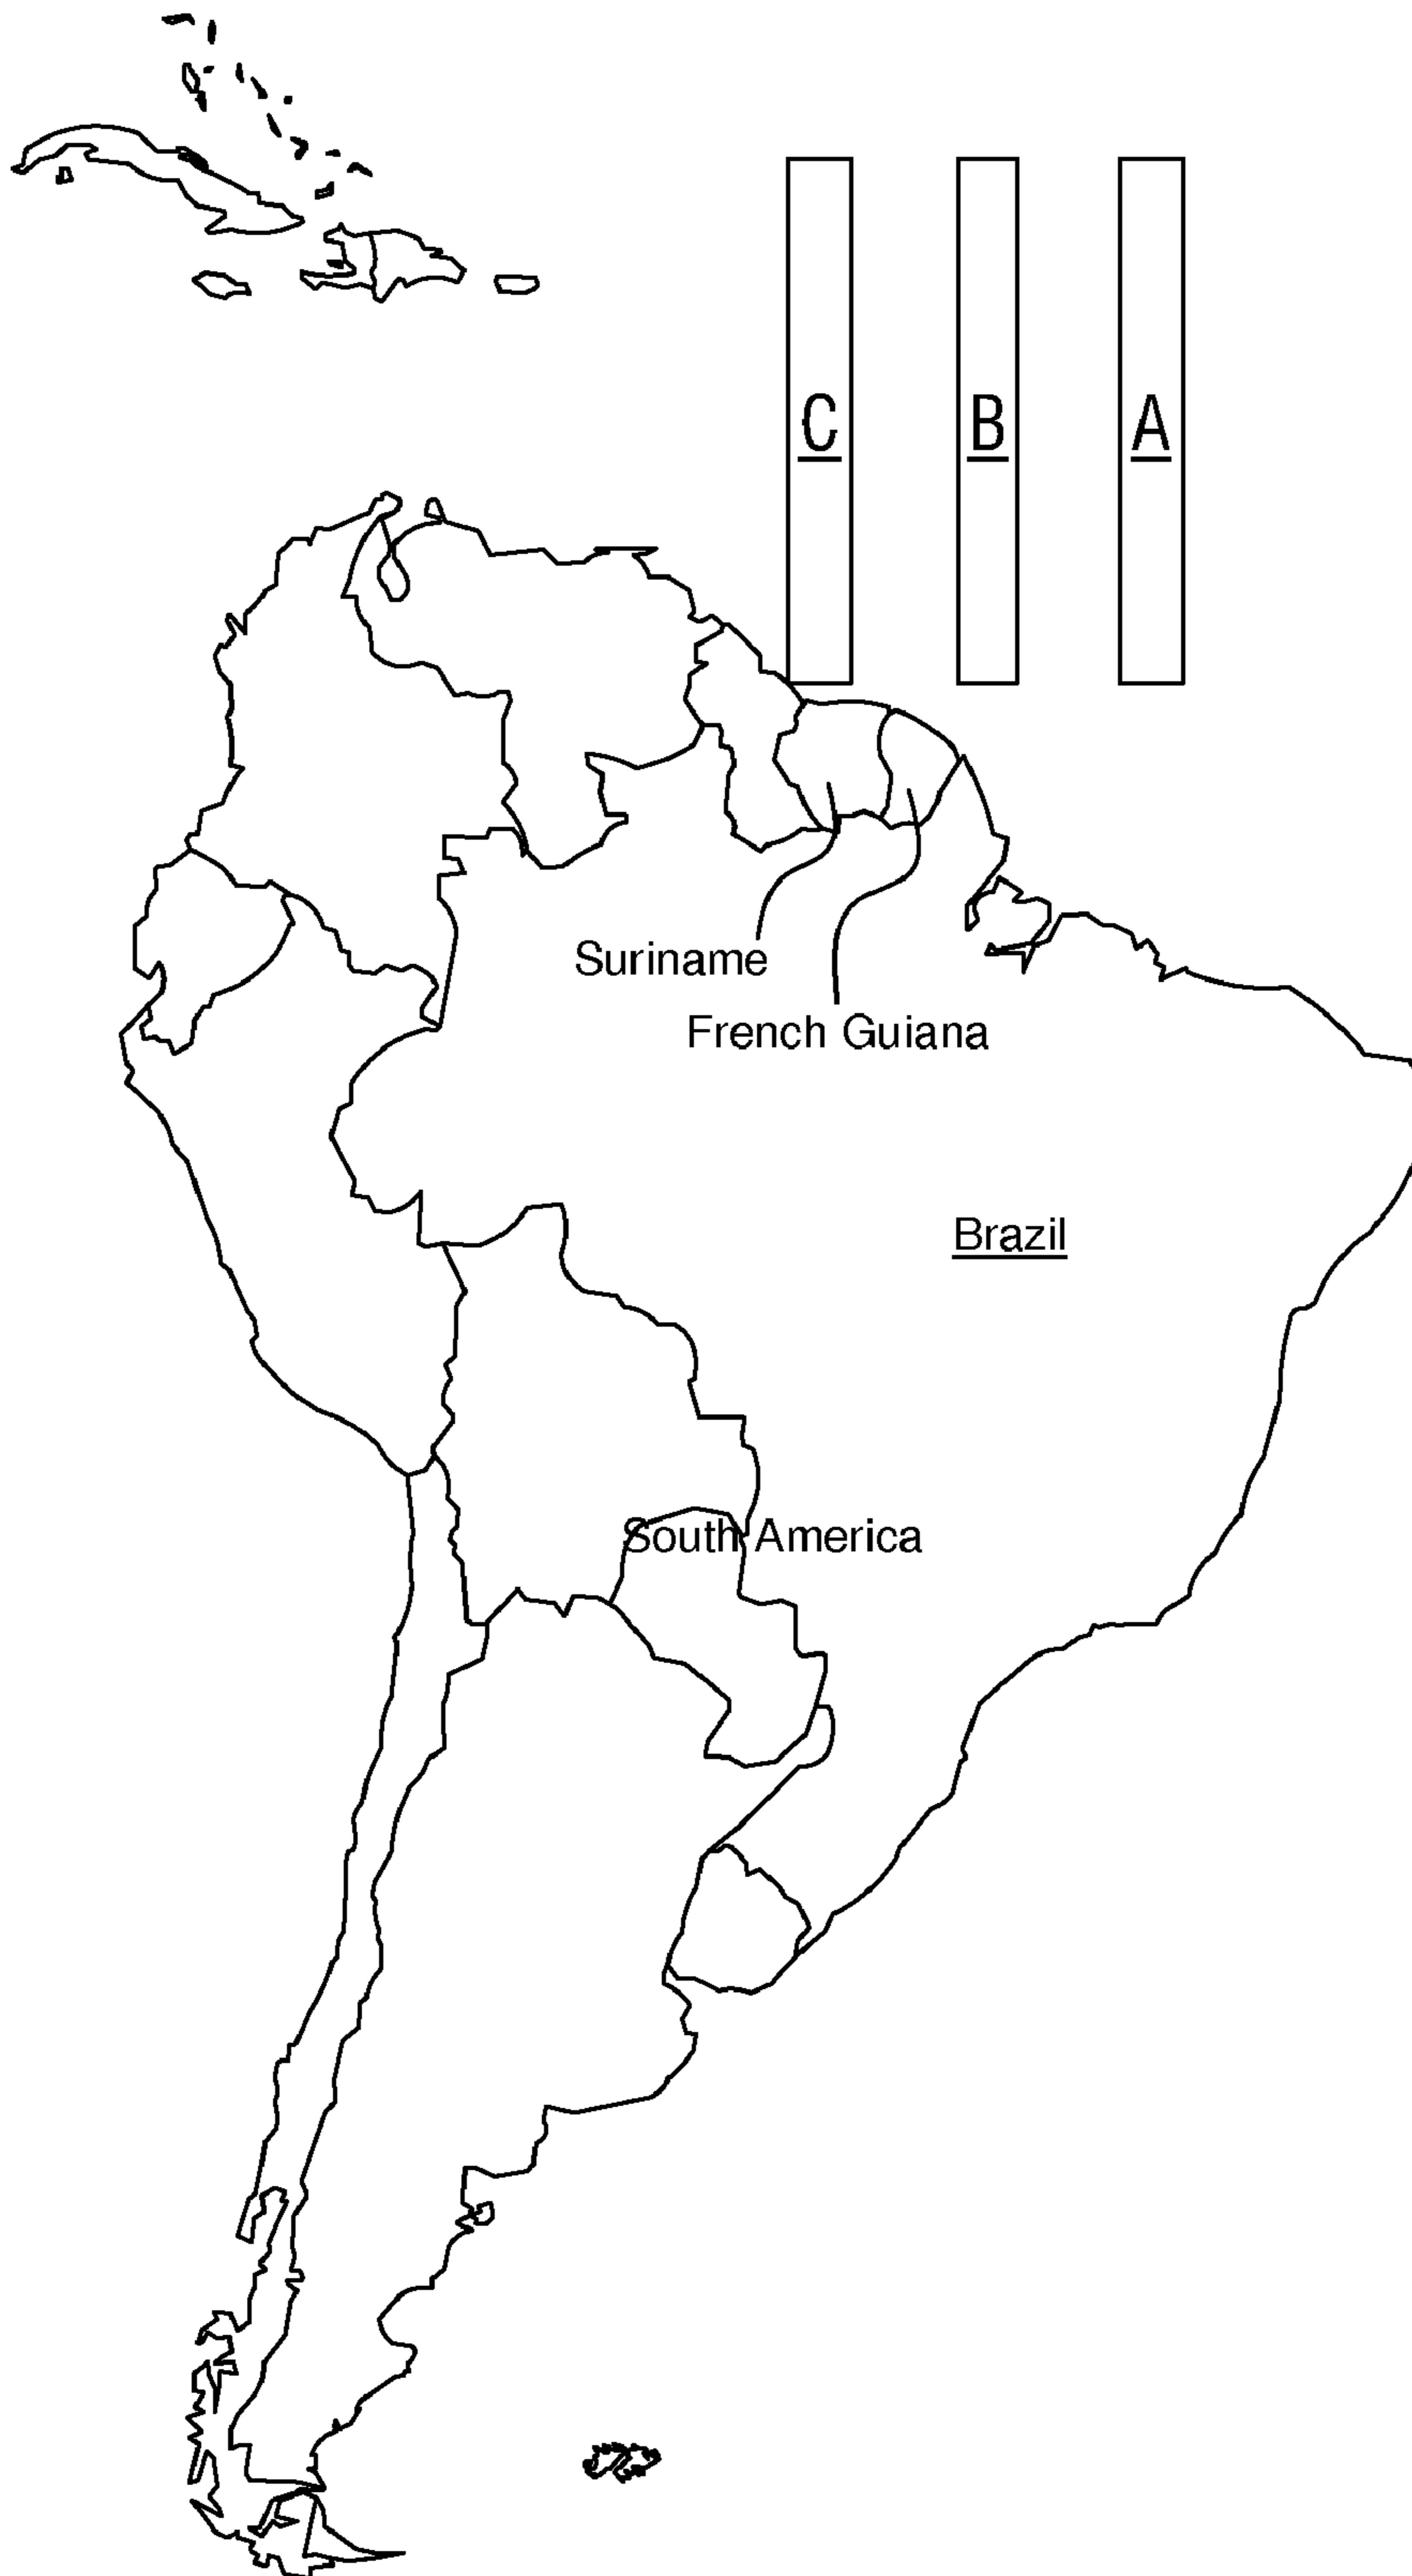 C B A
Suriname
French Guiana
Brazil
South America